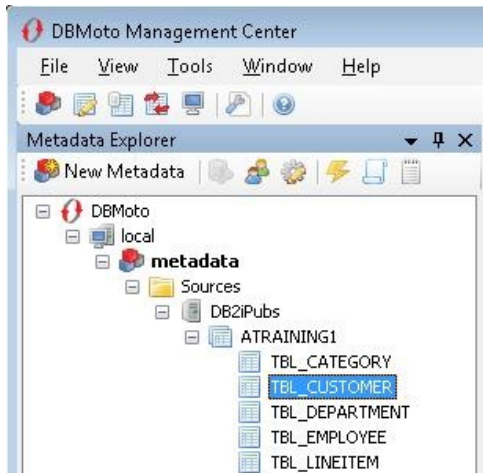 DBMoto Management Center
File View Tools Window Help
Metadata Explorer
New Metadata
DBMoto
local
metadata
Sources
DB2iPubs
ATRAINING1
TBL_CATEGORY
TBL_CUSTOMER
TBL_DEPARTMENT
TBL_EMPLOYEE
TBL_LINEITEM